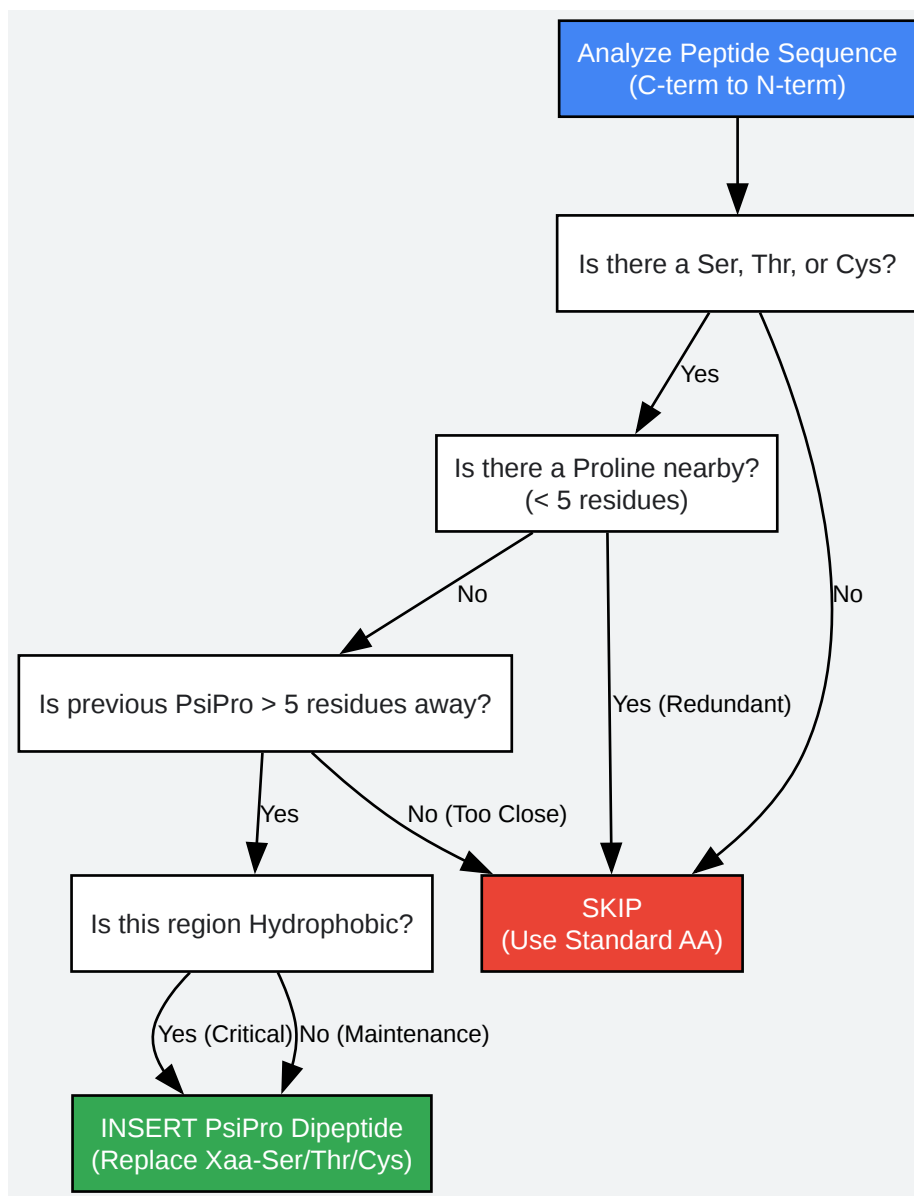 Analyze Peptide Sequence
(C-term to N-term)
Is there a Ser, Thr, or Cys?
Yes
Is there a Proline nearby?
(< 5 residues)
No
No
Is previous PsiPro > 5 residues away?
Yes (Redundant)
Yes
No (Too Close)
Is this region Hydrophobic?
SKIP
(Use Standard AA)
Yes (Critical)
No (Maintenance)
INSERT PsiPro Dipeptide
(Replace Xaa-Ser/Thr/Cys)